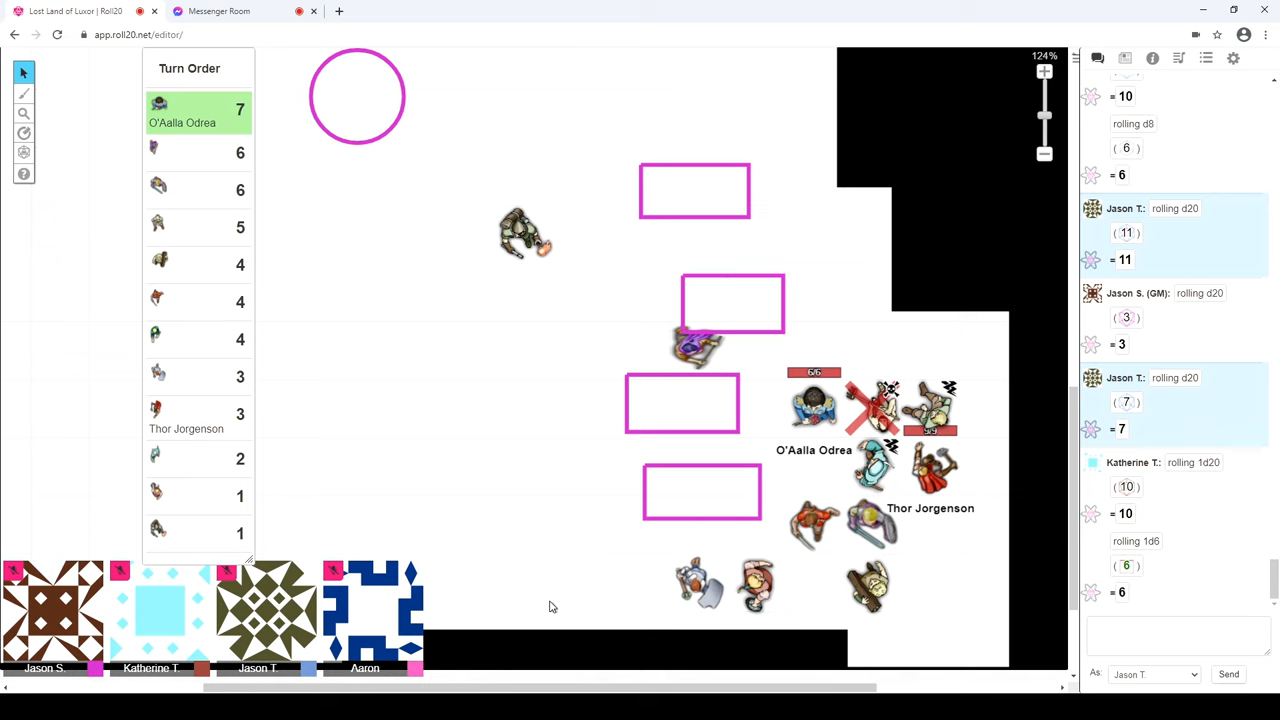 Lost Land of Luxor | Roll20
Messenger Room
app.roll20.net/editor/
Turn Order
7
O'Aalla Odrea
6
6
5
4
4
4
3
3
Thor Jorgenson
2
1
1
124%
6/6
9/9
O'Aalla Odrea
Thor Jorgenson
Jason S.
Katherine T.
Jason T.
Aaron
= 10
rolling d8
( 6 )
= 6
Jason T.: rolling d20
( 11 )
= 11
Jason S. (GM): rolling d20
( 3 )
= 3
Jason T.: rolling d20
( 7 )
= 7
Katherine T.: rolling 1d20
( 10 )
= 10
rolling 1d6
( 6 )
= 6
As: Jason T. Send